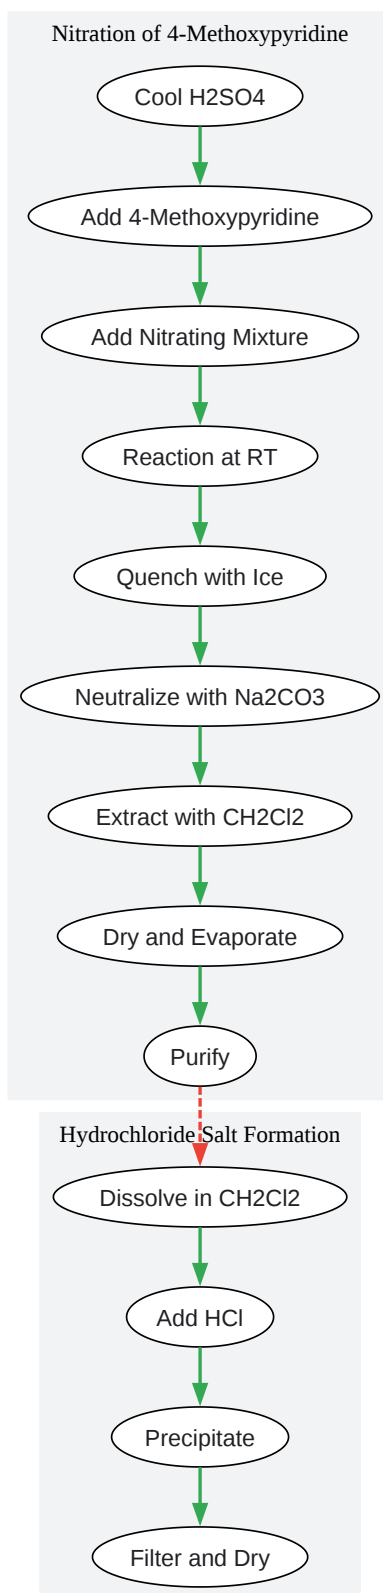 Nitration of 4-Methoxypyridine
Cool H2SO4
Add 4-Methoxypyridine
Add Nitrating Mixture
Reaction at RT
Quench with Ice
Neutralize with Na2CO3
Extract with CH2Cl2
Dry and Evaporate
Purify
Hydrochloride Salt Formation
Dissolve in CH2Cl2
Add HCl
Precipitate
Filter and Dry